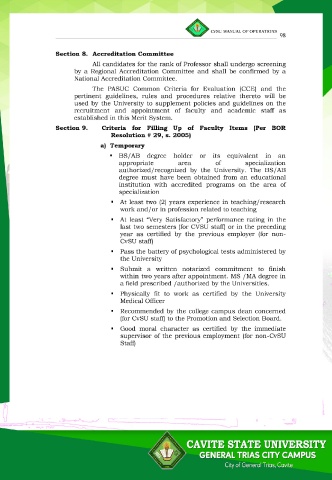 CvSU MANUAL OF OPERATIONS
98
Section 8. Accreditation Committee
All candidates for the rank of Professor shall undergo screening
by a Regional Accreditation Committee and shall be confirmed by a
National Accreditation Committee.
The PASUC Common Criteria for Evaluation [CCE] and the
pertinent guidelines, rules and procedures relative thereto will be
used by the University to supplement policies and guidelines on the
recruitment and appointment of faculty and academic staff as
established in this Merit System.
Section 9. Criteria for Filling Up of Faculty Items (Per BOR
Resolution # 29, s. 2005)
a) Temporary
• BS/AB degree holder or its equivalent in an
appropriate area of specialization
authorized/recognized by the University. The BS/AB
degree must have been obtained from an educational
institution with accredited programs on the area of
specialization
• At least two (2) years experience in teaching/research
work and/or in profession related to teaching
• At least "Very Satisfactory" performance rating in the
last two semesters (for CVSU staff) or in the preceding
year as certified by the previous employer (for non-
CvSU staff)
• Pass the battery of psychological tests administered by
the University
• Submit a written notarized commitment to finish
within two years after appointment. MS /MA degree in
a field prescribed /authorized by the Universities.
• Physically fit to work as certified by the University
Medical Officer
• Recommended by the college campus dean concerned
(for CvSU staff) to the Promotion and Selection Board.
• Good moral character as certified by the immediate
supervisor of the previous employment (for non-CvSU
Staff)
CAVITE STATE UNIVERSITY
GENERAL TRIAS CITY CAMPUS
City of General Trias, Cavite